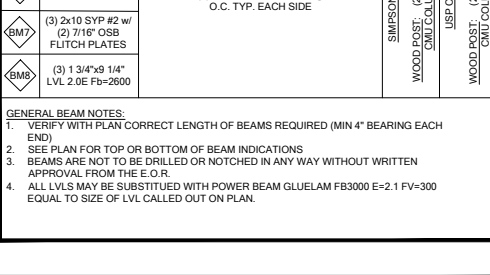 O.C. TYP. EACH SIDE
BM7
(3) 2x10 SYP #2 w/
(2) 7/16" OSB
FLITCH PLATES
BM8
(3) 1 3/4"x9 1/4"
LVL 2.0E Fb=2600
SIMPSON
WOOD POST:
CMU COLU
USP
WOOD POST:
CMU COLU
GENERAL BEAM NOTES:
1. VERIFY WITH PLAN CORRECT LENGTH OF BEAMS REQUIRED (MIN 4" BEARING EACH
END)
2. SEE PLAN FOR TOP OR BOTTOM OF BEAM INDICATIONS
3. BEAMS ARE NOT TO BE DRILLED OR NOTCHED IN ANY WAY WITHOUT WRITTEN
APPROVAL FROM THE E.O.R.
4. ALL LVLS MAY BE SUBSTITUED WITH POWER BEAM GLUELAM FB3000 E=2.1 FV=300
EQUAL TO SIZE OF LVL CALLED OUT ON PLAN.